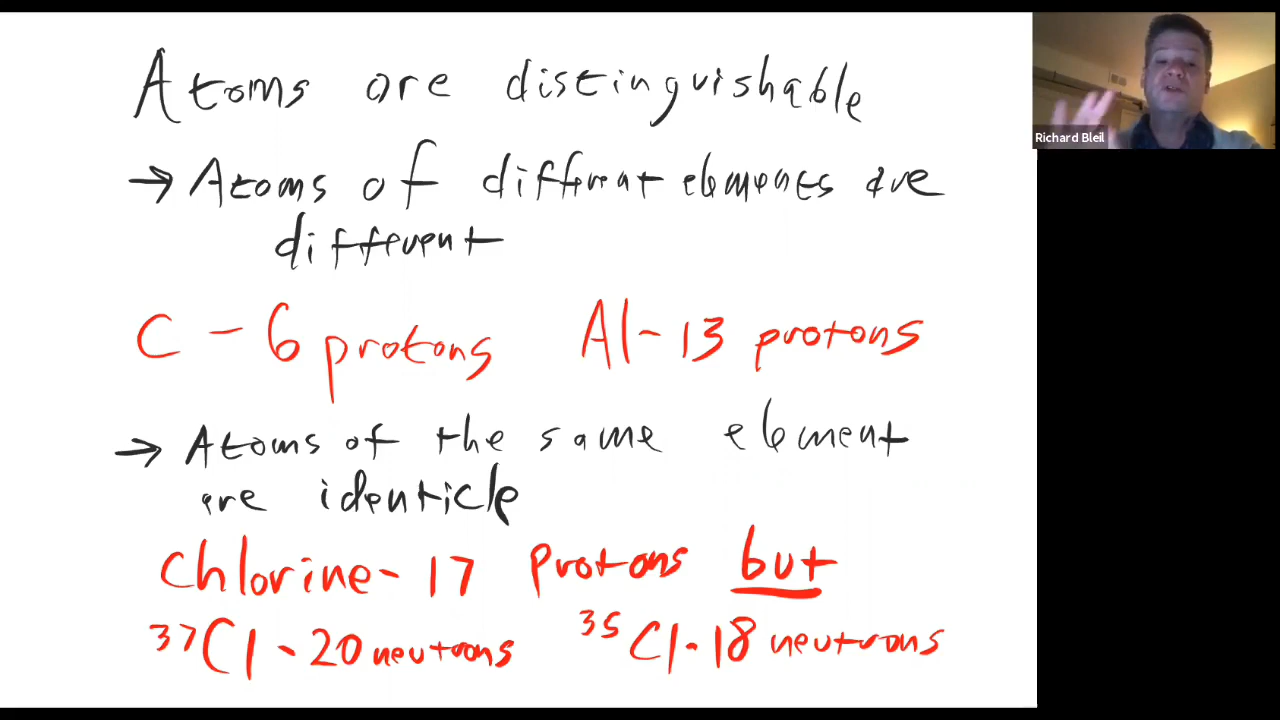 Atoms are distinguishable
→ Atoms of different elements are
different
C - 6 protons Al - 13 protons
→ Atoms of the same element
are identicle
Chlorine - 17 protons but
³⁷Cl - 20 neutrons ³⁵Cl - 18 neutrons
Richard Bleil